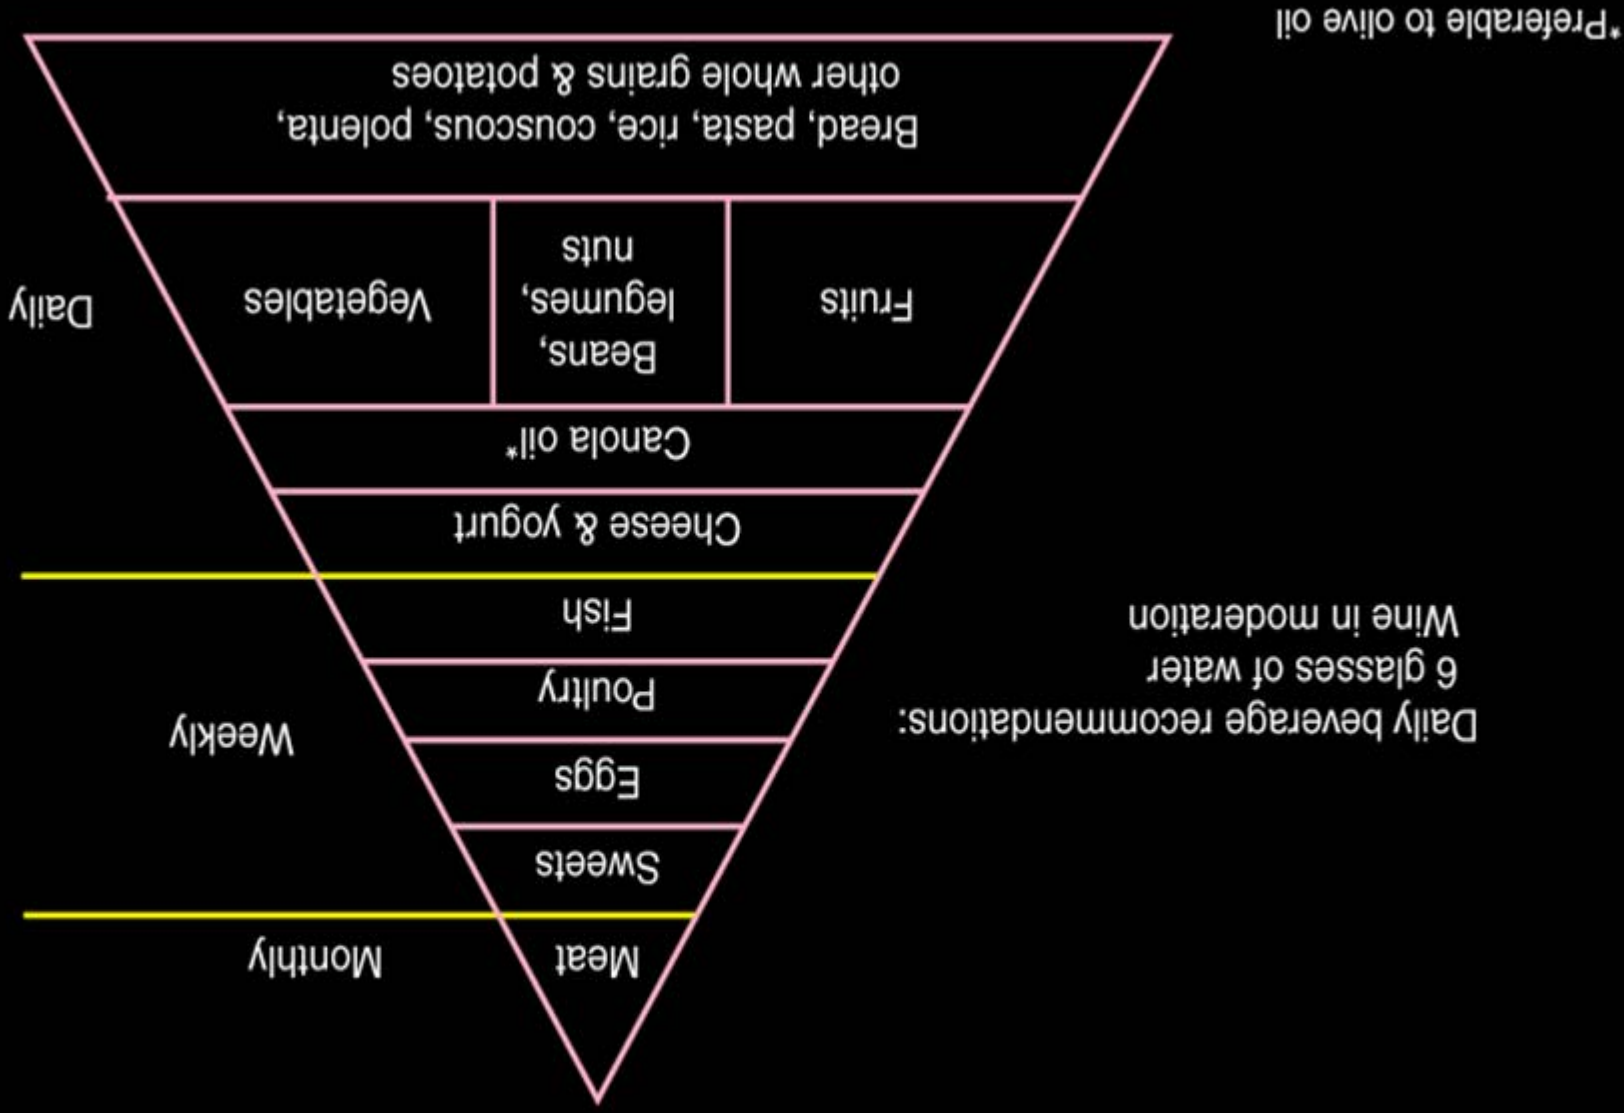 Monthly
Meat
Sweets
Weekly
Eggs
Daily beverage recommendations:
6 glasses of water
Wine in moderation
Poultry
Fish
Cheese & yogurt
Canola oil*
Daily
Fruits
Beans,
legumes,
nuts
Vegetables
Bread, pasta, rice, couscous, polenta,
other whole grains & potatoes
*Preferable to olive oil